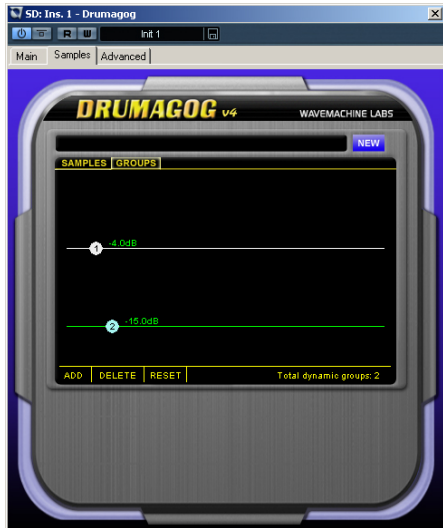 SD: Ins. 1 - Drumagog
R W Init 1
Main Samples Advanced
DRUMAGOG v4 WAVEMACHINE LABS
NEW
SAMPLES GROUPS
1 -4.0dB
2 -15.0dB
ADD DELETE RESET Total dynamic groups: 2